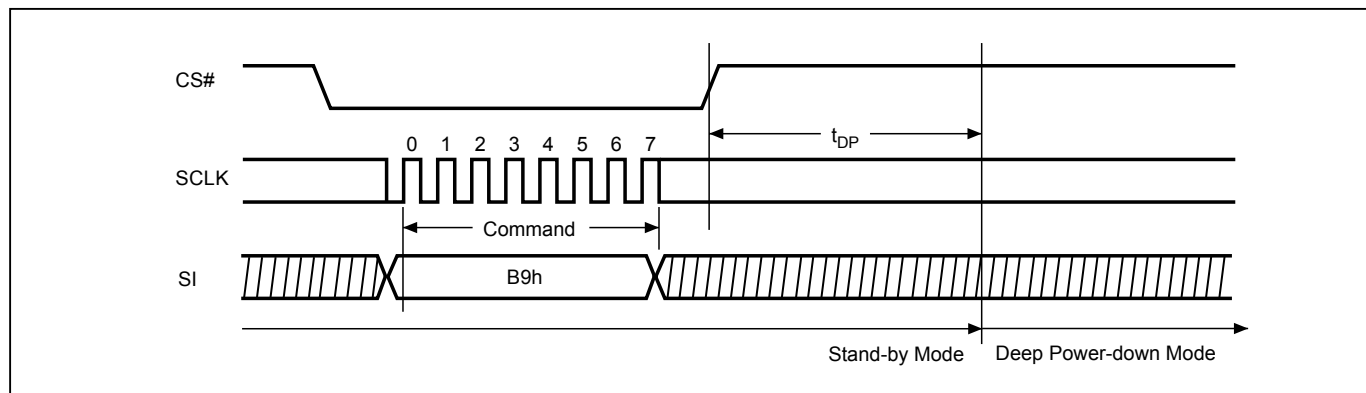 CS#
tDP
0 1 2 3 4 5 6 7
SCLK
Command
SI
B9h
Stand-by Mode Deep Power-down Mode